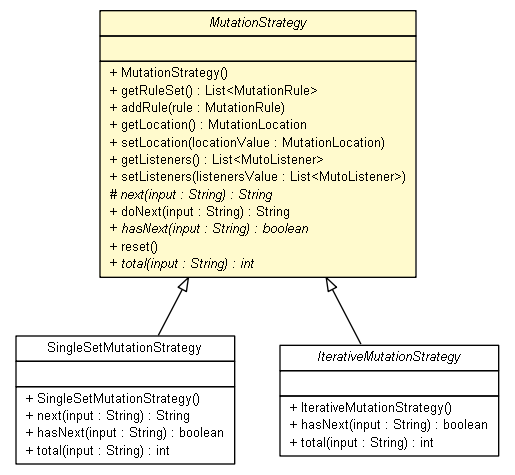 MutationStrategy
+ MutationStrategy()
+ getRuleSet() : List<MutationRule>
+ addRule(rule : MutationRule)
+ getLocation() : MutationLocation
+ setLocation(locationValue : MutationLocation)
+ getListeners() : List<MutoListener>
+ setListeners(listenersValue : List<MutoListener>)
# next(input : String) : String
+ doNext(input : String) : String
+ hasNext(input : String) : boolean
+ reset()
+ total(input : String) : int
SingleSetMutationStrategy
+ SingleSetMutationStrategy()
+ next(input : String) : String
+ hasNext(input : String) : boolean
+ total(input : String) : int
IterativeMutationStrategy
+ IterativeMutationStrategy()
+ hasNext(input : String) : boolean
+ total(input : String) : int